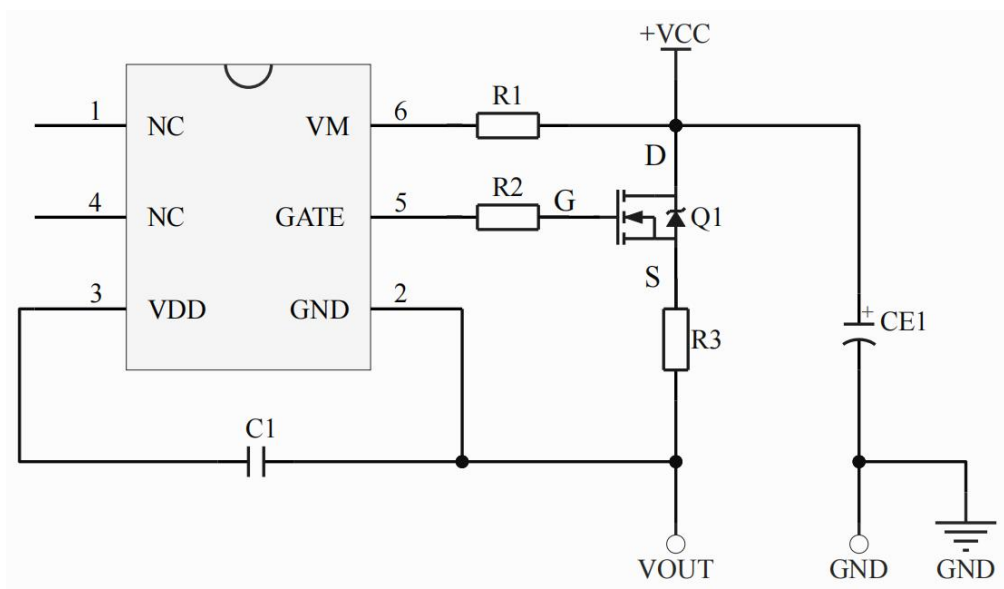 +VCC
1 NC VM 6 R1
D
4 NC GATE 5 R2 G Q1
S
3 VDD GND 2
R3
+ CE1
C1
VOUT GND GND